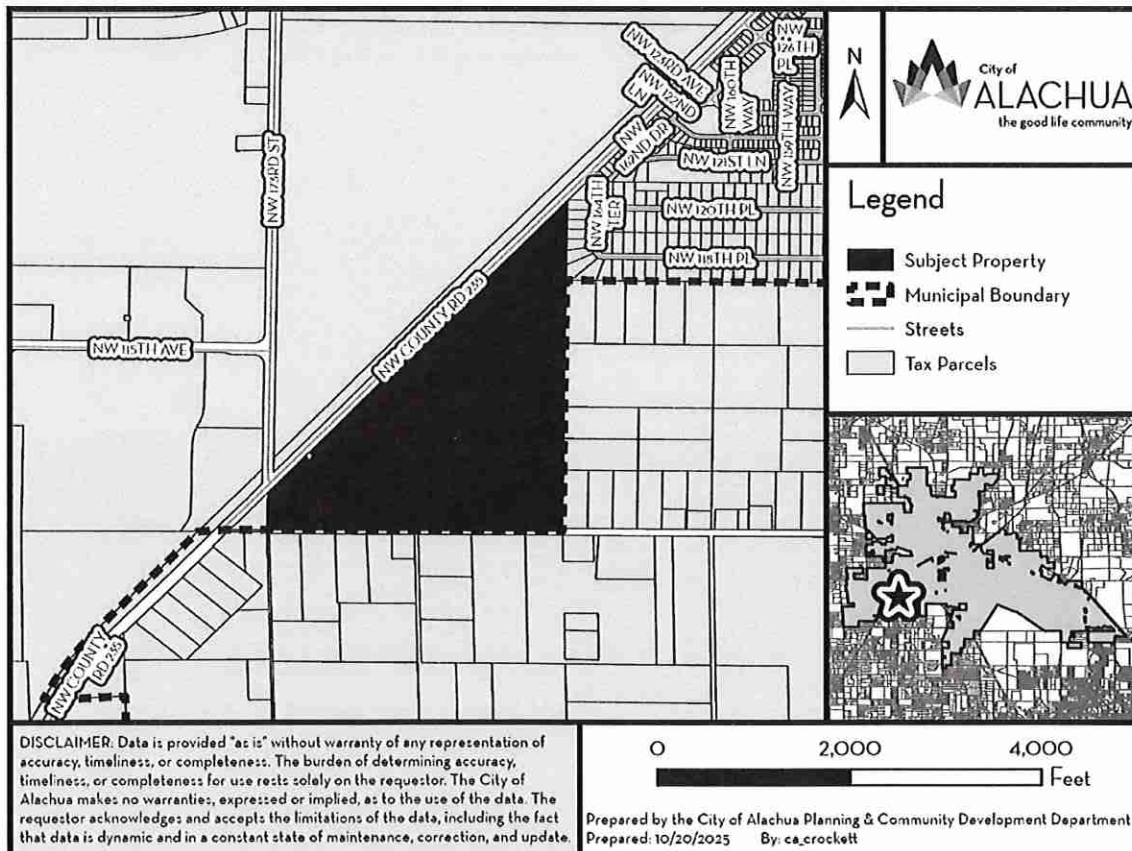 NW 123RD AVE
NW 122ND
LN
NW
162ND DR
NW 160TH
WAY
NW
126TH
PL
NW 159TH WAY
NW 121ST LN
NW 164TH
TER
NW 120TH PL
NW 118TH PL
NW 173RD ST
NW COUNTY RD 235
NW 115TH AVE
NW COUNTY
RD 235
N
City of
ALACHUA
the good life community
Legend
Subject Property
Municipal Boundary
Streets
Tax Parcels
DISCLAIMER: Data is provided "as is" without warranty of any representation of
accuracy, timeliness, or completeness. The burden of determining accuracy,
timeliness, or completeness for use rests solely on the requestor. The City of
Alachua makes no warranties, expressed or implied, as to the use of the data. The
requestor acknowledges and accepts the limitations of the data, including the fact
that data is dynamic and in a constant state of maintenance, correction, and update.
0 2,000 4,000
Feet
Prepared by the City of Alachua Planning & Community Development Department
Prepared: 10/20/2025 By: ca_crockett